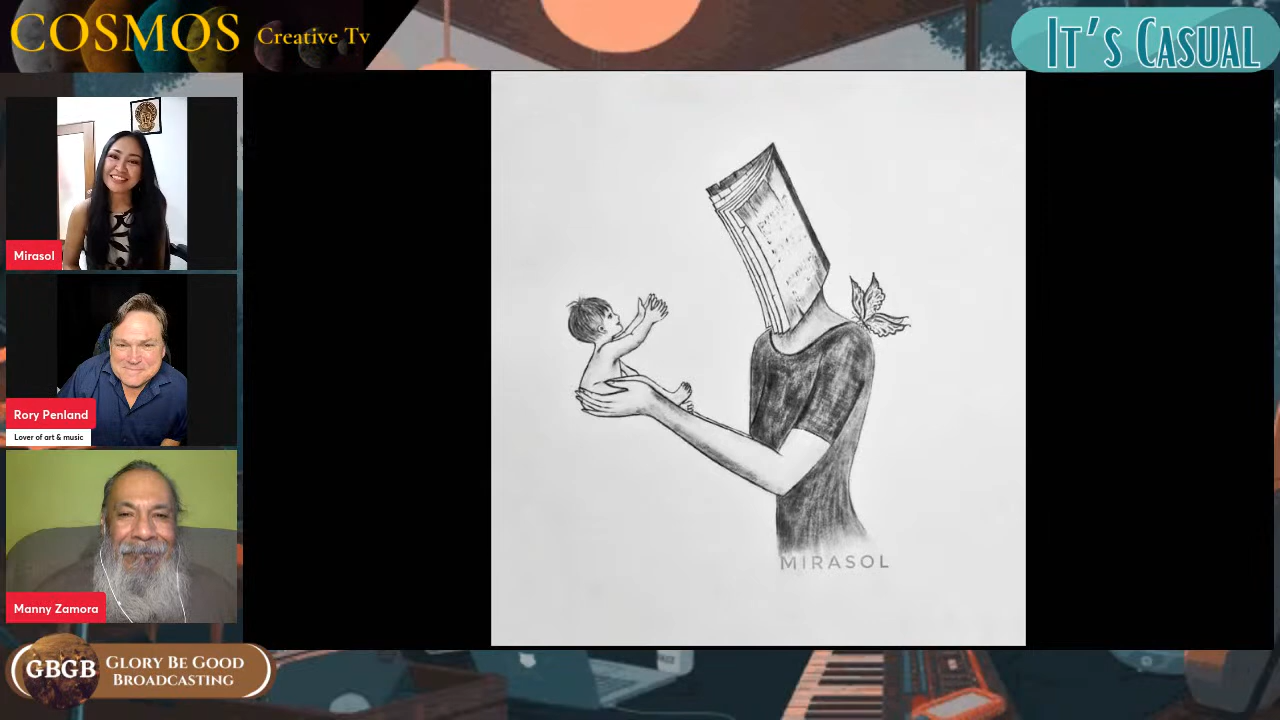 COSMOS Creative Tv
It's Casual
Mirasol
Rory Penland
Lover of art & music
Manny Zamora
MIRASOL
GBGB
Glory Be Good
Broadcasting